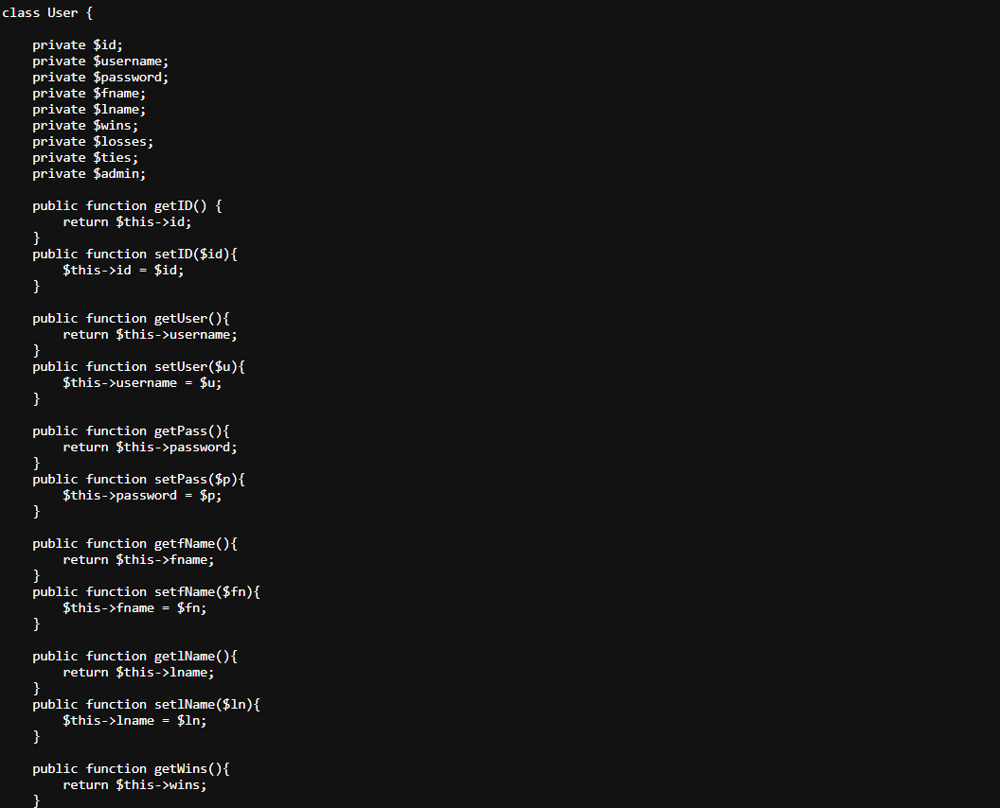 class User {

    private $id;
    private $username;
    private $password;
    private $fname;
    private $lname;
    private $wins;
    private $losses;
    private $ties;
    private $admin;

    public function getID() {
        return $this->id;
    }
    public function setID($id){
        $this->id = $id;
    }

    public function getUser(){
        return $this->username;
    }
    public function setUser($u){
        $this->username = $u;
    }

    public function getPass(){
        return $this->password;
    }
    public function setPass($p){
        $this->password = $p;
    }

    public function getfName(){
        return $this->fname;
    }
    public function setfName($fn){
        $this->fname = $fn;
    }

    public function getlName(){
        return $this->lname;
    }
    public function setlName($ln){
        $this->lname = $ln;
    }

    public function getWins(){
        return $this->wins;
    }